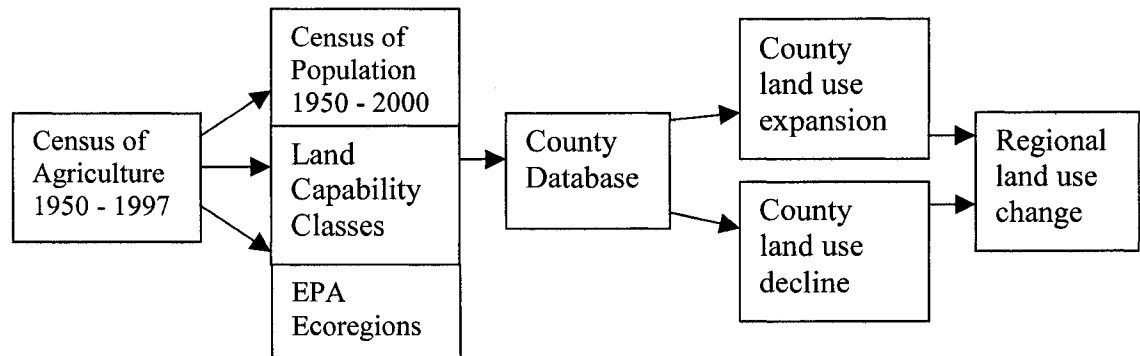 Census of
Agriculture
1950 - 1997
Census of
Population
1950 - 2000
Land
Capability
Classes
EPA
Ecoregions
County
Database
County
land use
expansion
County
land use
decline
Regional
land use
change